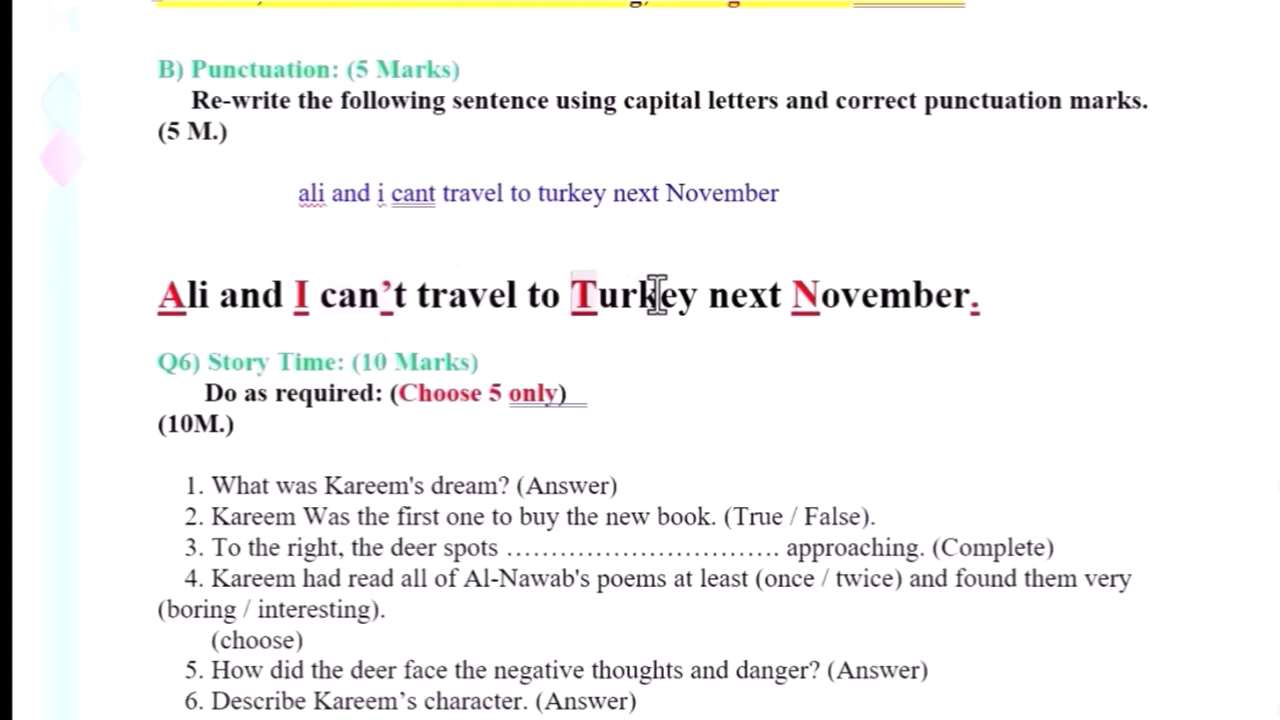 B) Punctuation: (5 Marks)
Re-write the following sentence using capital letters and correct punctuation marks.
(5 M.)
ali and i cant travel to turkey next November
Ali and I can’t travel to Turkey next November.
Q6) Story Time: (10 Marks)
Do as required: (Choose 5 only)
(10M.)
1. What was Kareem's dream? (Answer)
2. Kareem Was the first one to buy the new book. (True / False).
3. To the right, the deer spots ………………………… approaching. (Complete)
4. Kareem had read all of Al-Nawab's poems at least (once / twice) and found them very
(boring / interesting).
(choose)
5. How did the deer face the negative thoughts and danger? (Answer)
6. Describe Kareem’s character. (Answer)